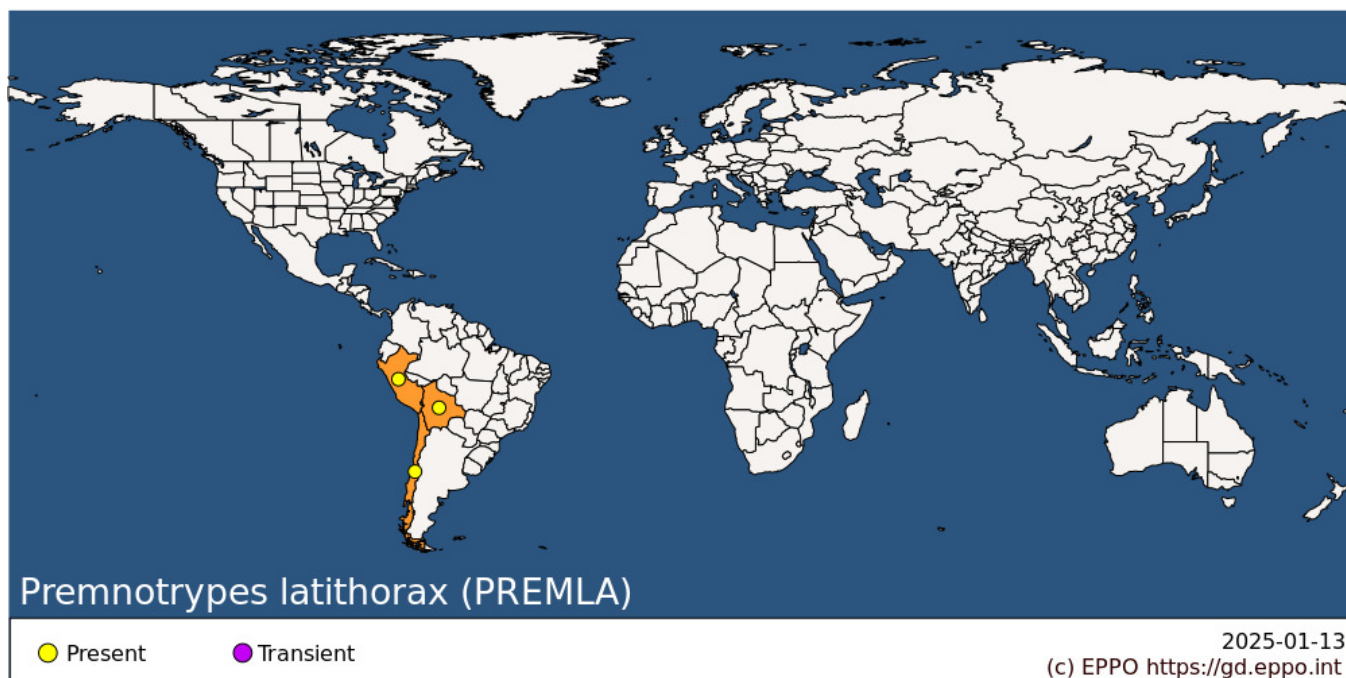 Premnotrypes latithorax (PREMLA)
Present
Transient
2025-01-13
(c) EPPO https://gd.eppo.int